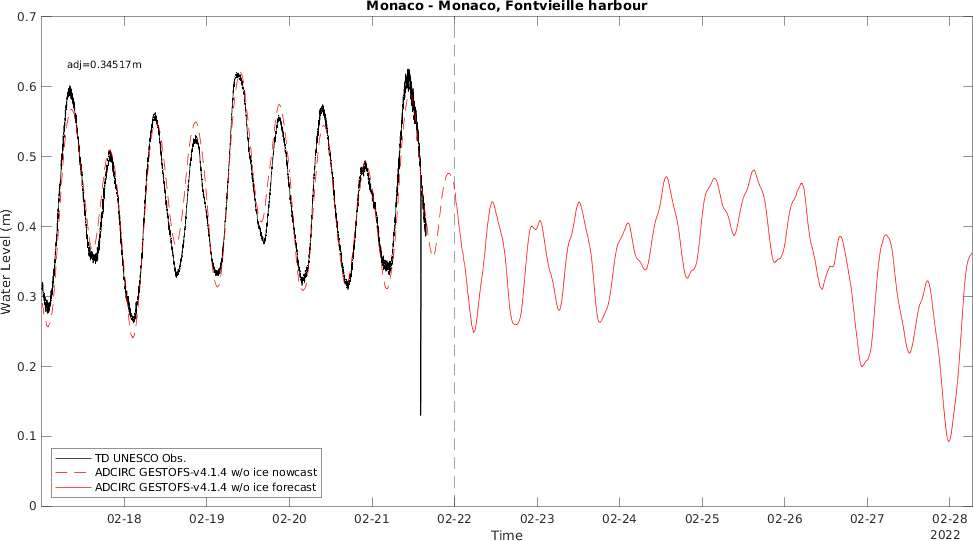 Monaco - Monaco, Fontvieille harbour
adj=0.34517m
Water Level (m)
0.7
0.6
0.5
0.4
0.3
0.2
0.1
0
TD UNESCO Obs.
ADCIRC GESTOFS-v4.1.4 w/o ice nowcast
ADCIRC GESTOFS-v4.1.4 w/o ice forecast
02-18 02-19 02-20 02-21 02-22 02-23 02-24 02-25 02-26 02-27 02-28
2022
Time